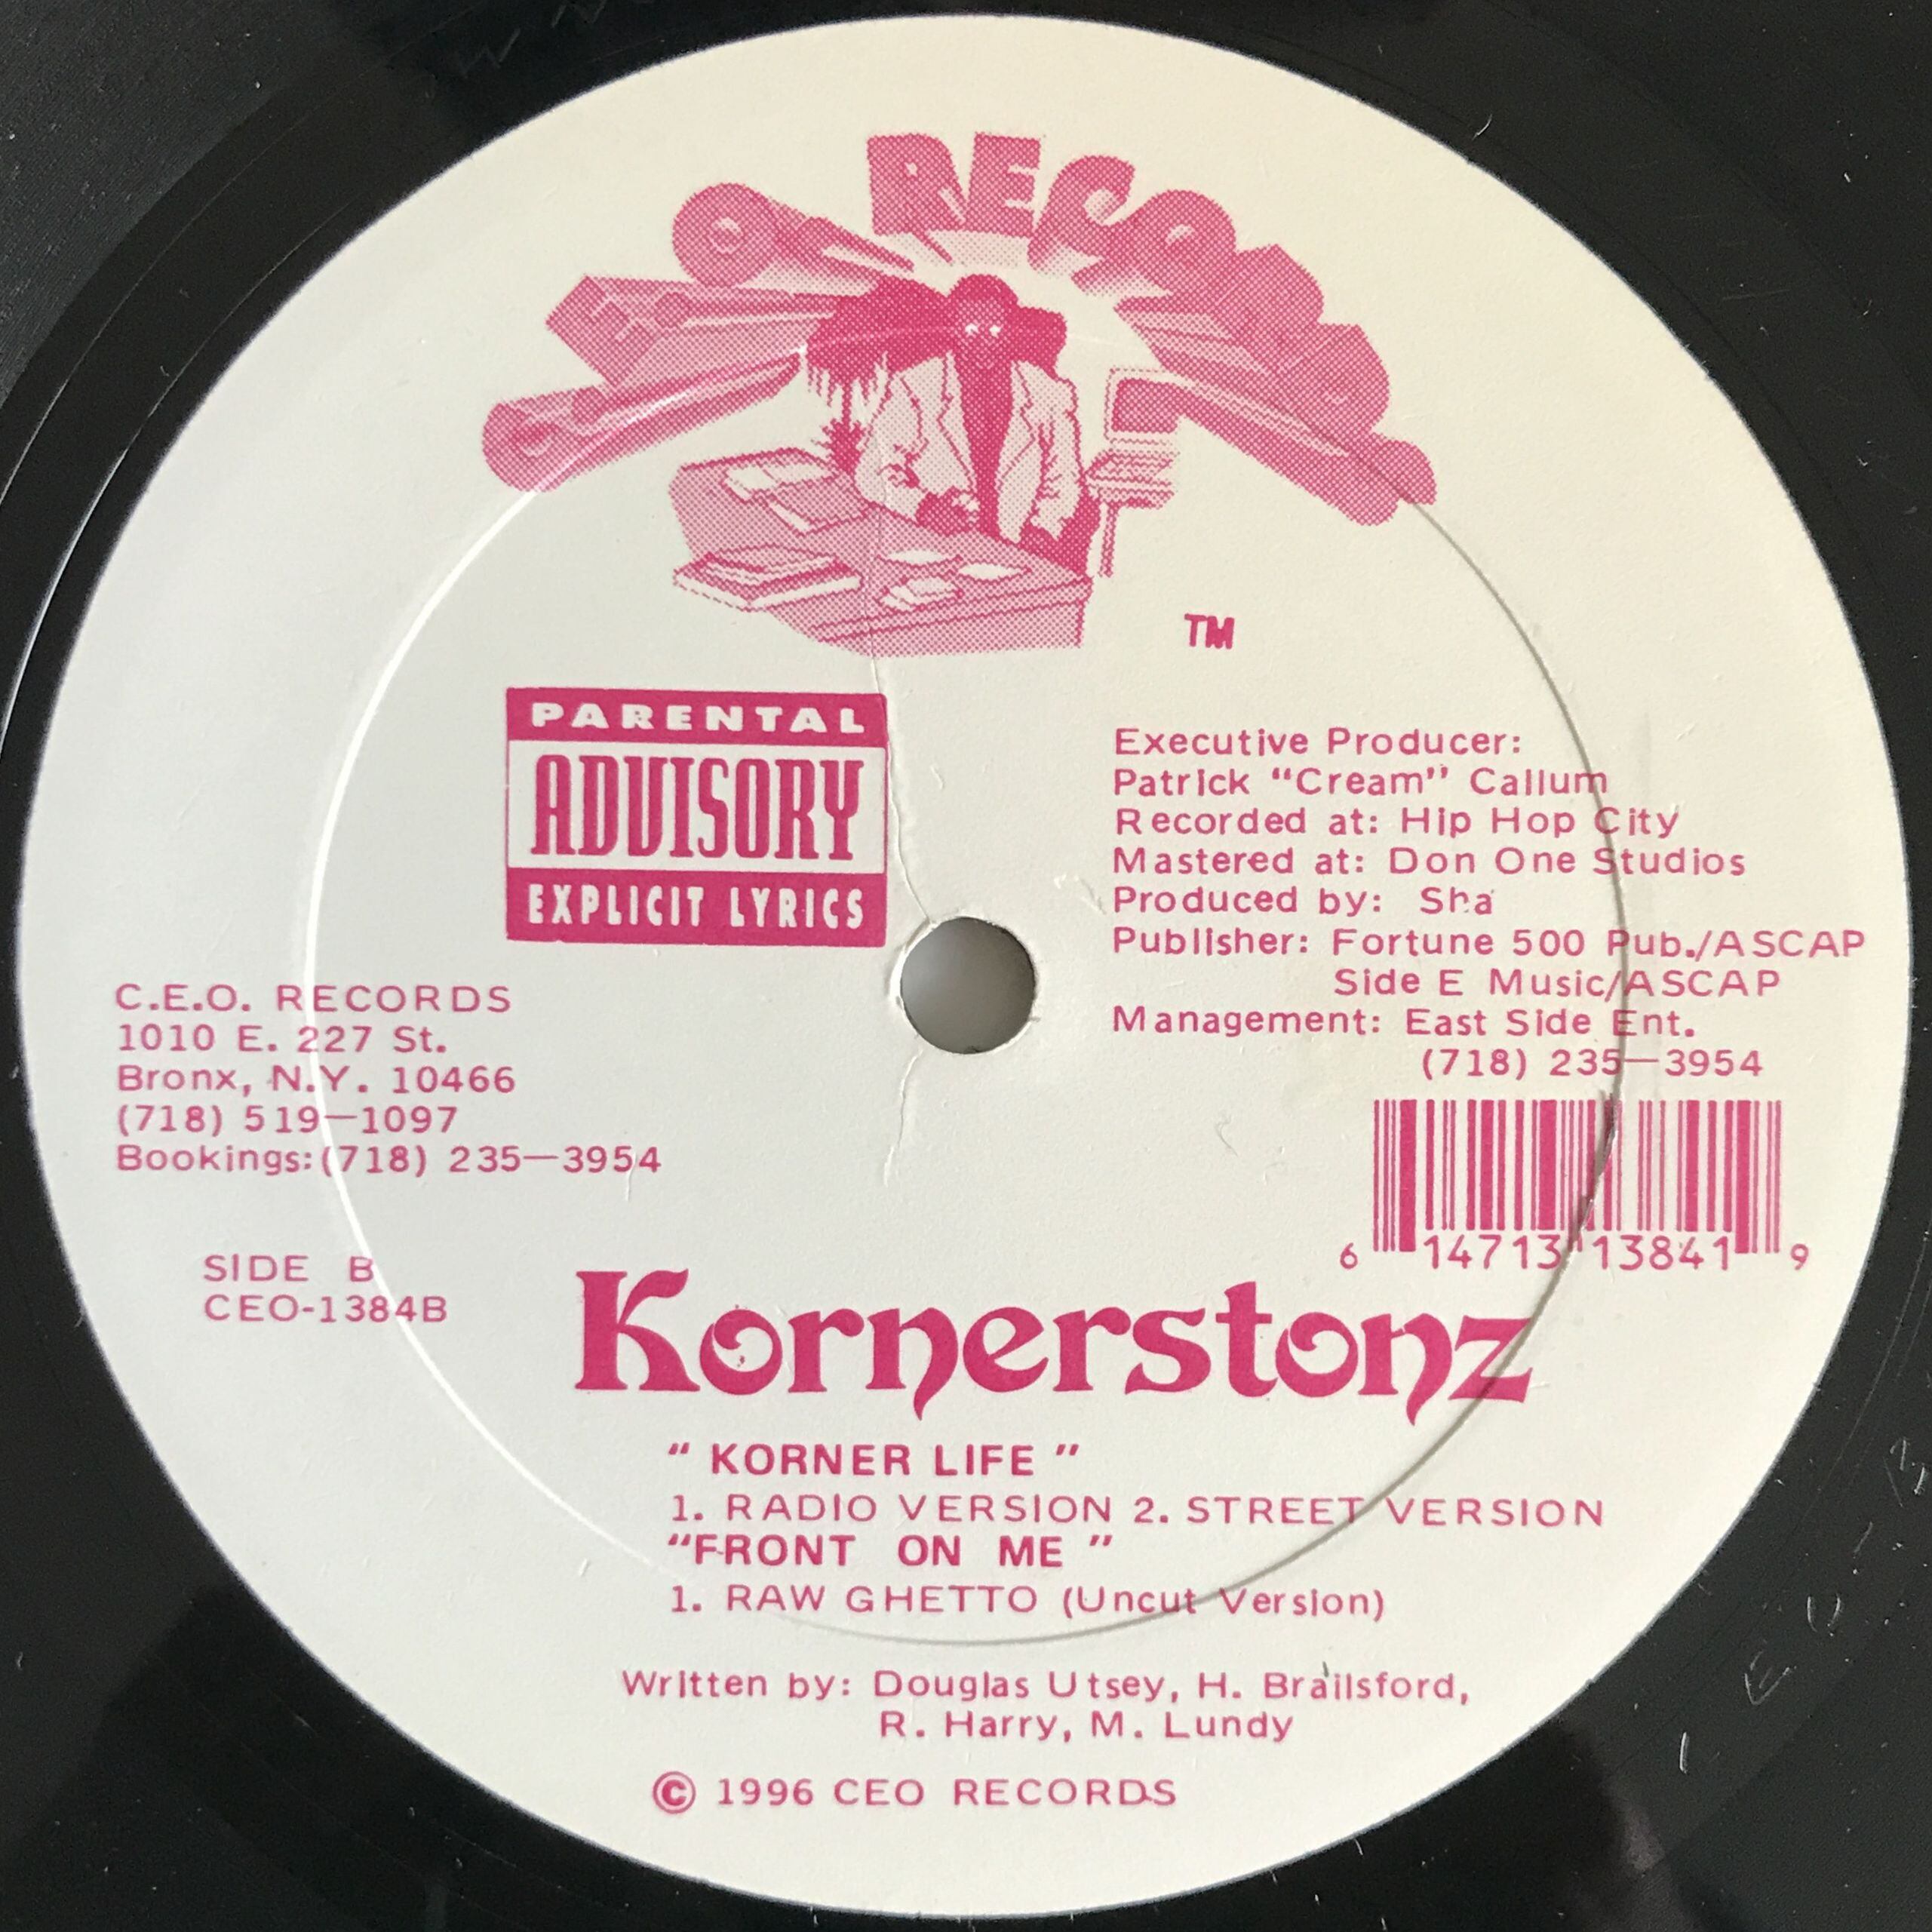 C.E.O. RECORDS
TM
PARENTAL
ADVISORY
EXPLICIT LYRICS
Executive Producer:
Patrick “Cream” Callum
Recorded at: Hip Hop City
Mastered at: Don One Studios
Produced by: Sha
Publisher: Fortune 500 Pub./ASCAP
Side E Music/ASCAP
Management: East Side Ent.
(718) 235—3954
C.E.O. RECORDS
1010 E. 227 St.
Bronx, N.Y. 10466
(718) 519—1097
Bookings:(718) 235—3954
6 14713 13841 9
SIDE B
CEO-1384B
Kornerstonz
“ KORNER LIFE ”
1. RADIO VERSION 2. STREET VERSION
“FRONT ON ME ”
1. RAW GHETTO (Uncut Version)
Written by: Douglas Utsey, H. Brailsford,
R. Harry, M. Lundy
© 1996 CEO RECORDS